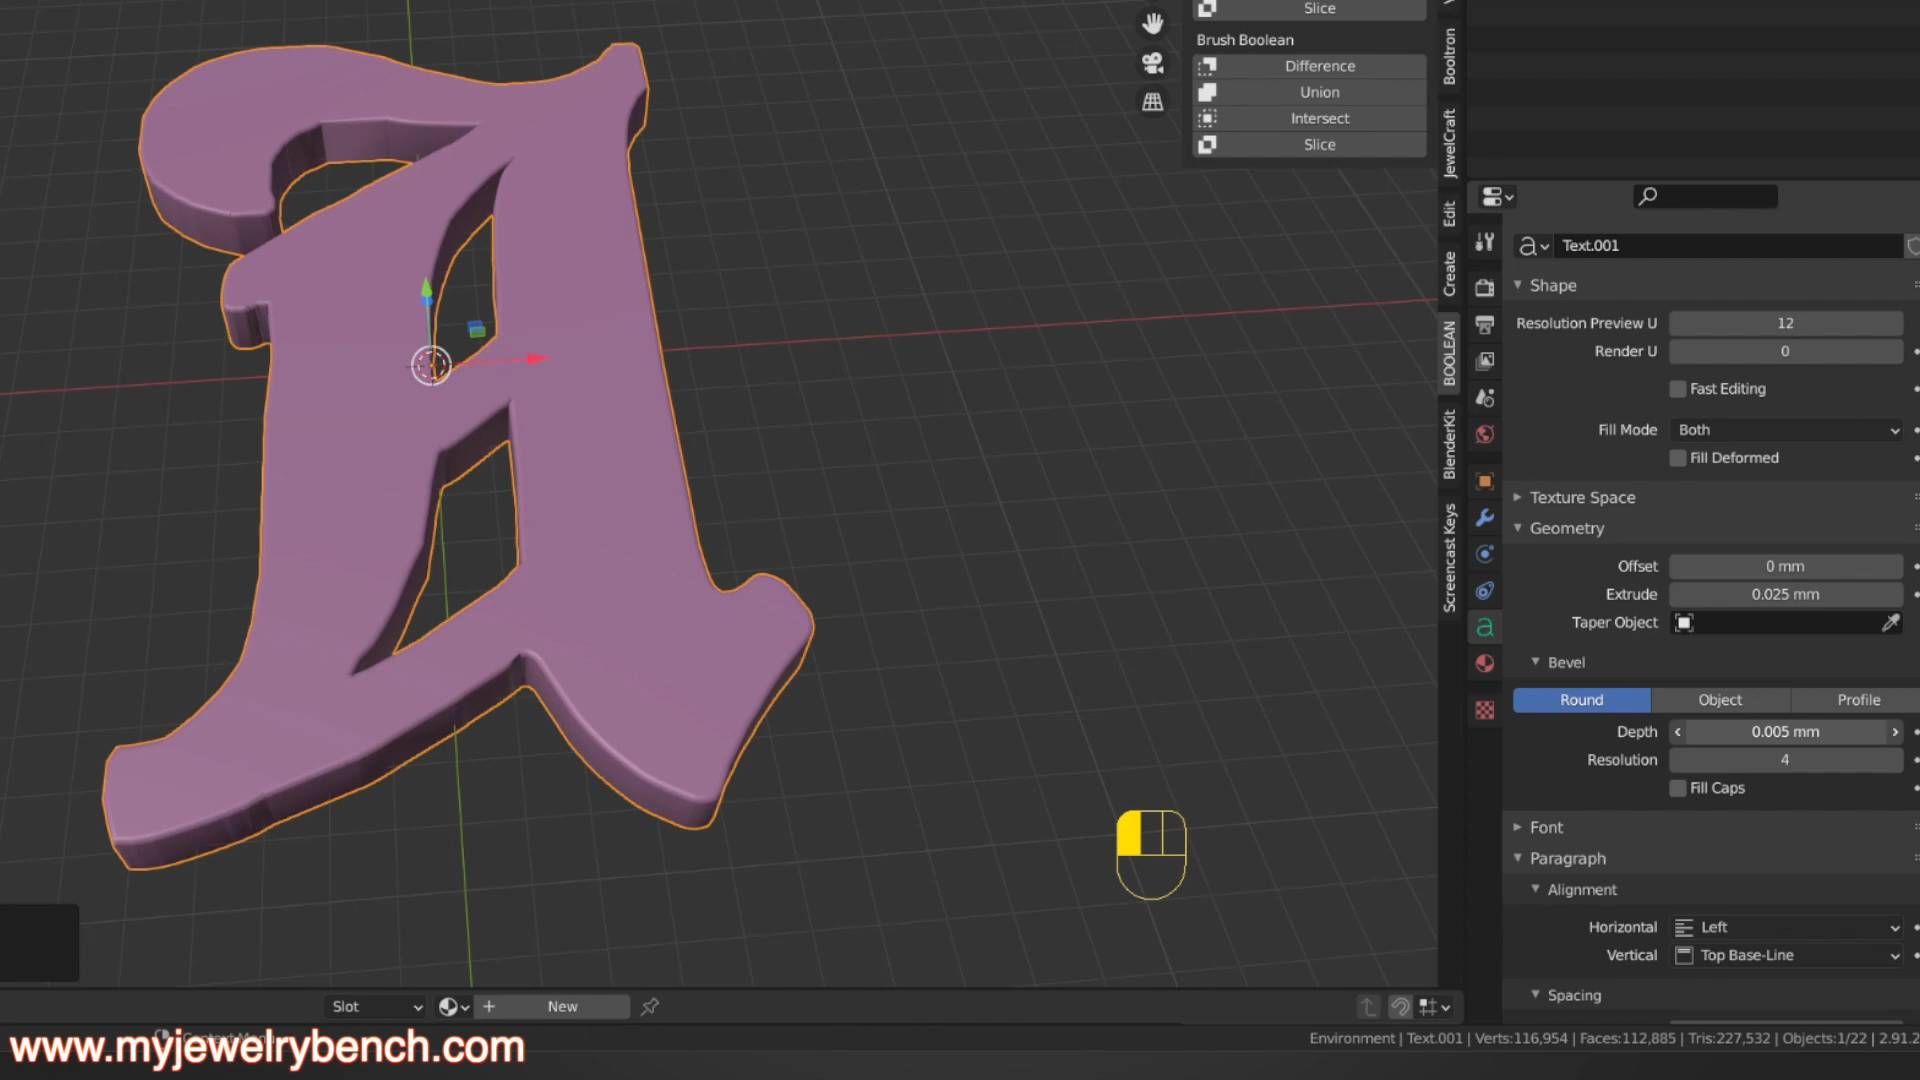 Slice
Brush Boolean
Difference
Union
Intersect
Slice
Booltron
JewelCraft
Edit
Create
BOOLEAN
BlenderKit
Screencast Keys
Text.001
Shape
Resolution Preview U 12
Render U 0
Fast Editing
Fill Mode Both
Fill Deformed
Texture Space
Geometry
Offset 0 mm
Extrude 0.025 mm
Taper Object
Bevel
Round Object Profile
Depth 0.005 mm
Resolution 4
Fill Caps
Font
Paragraph
Alignment
Horizontal Left
Vertical Top Base-Line
Spacing
Slot New
Environment | Text.001 | Verts:116,954 | Faces:112,885 | Tris:227,532 | Objects:1/22 | 2.91.2
www.myjewelrybench.com